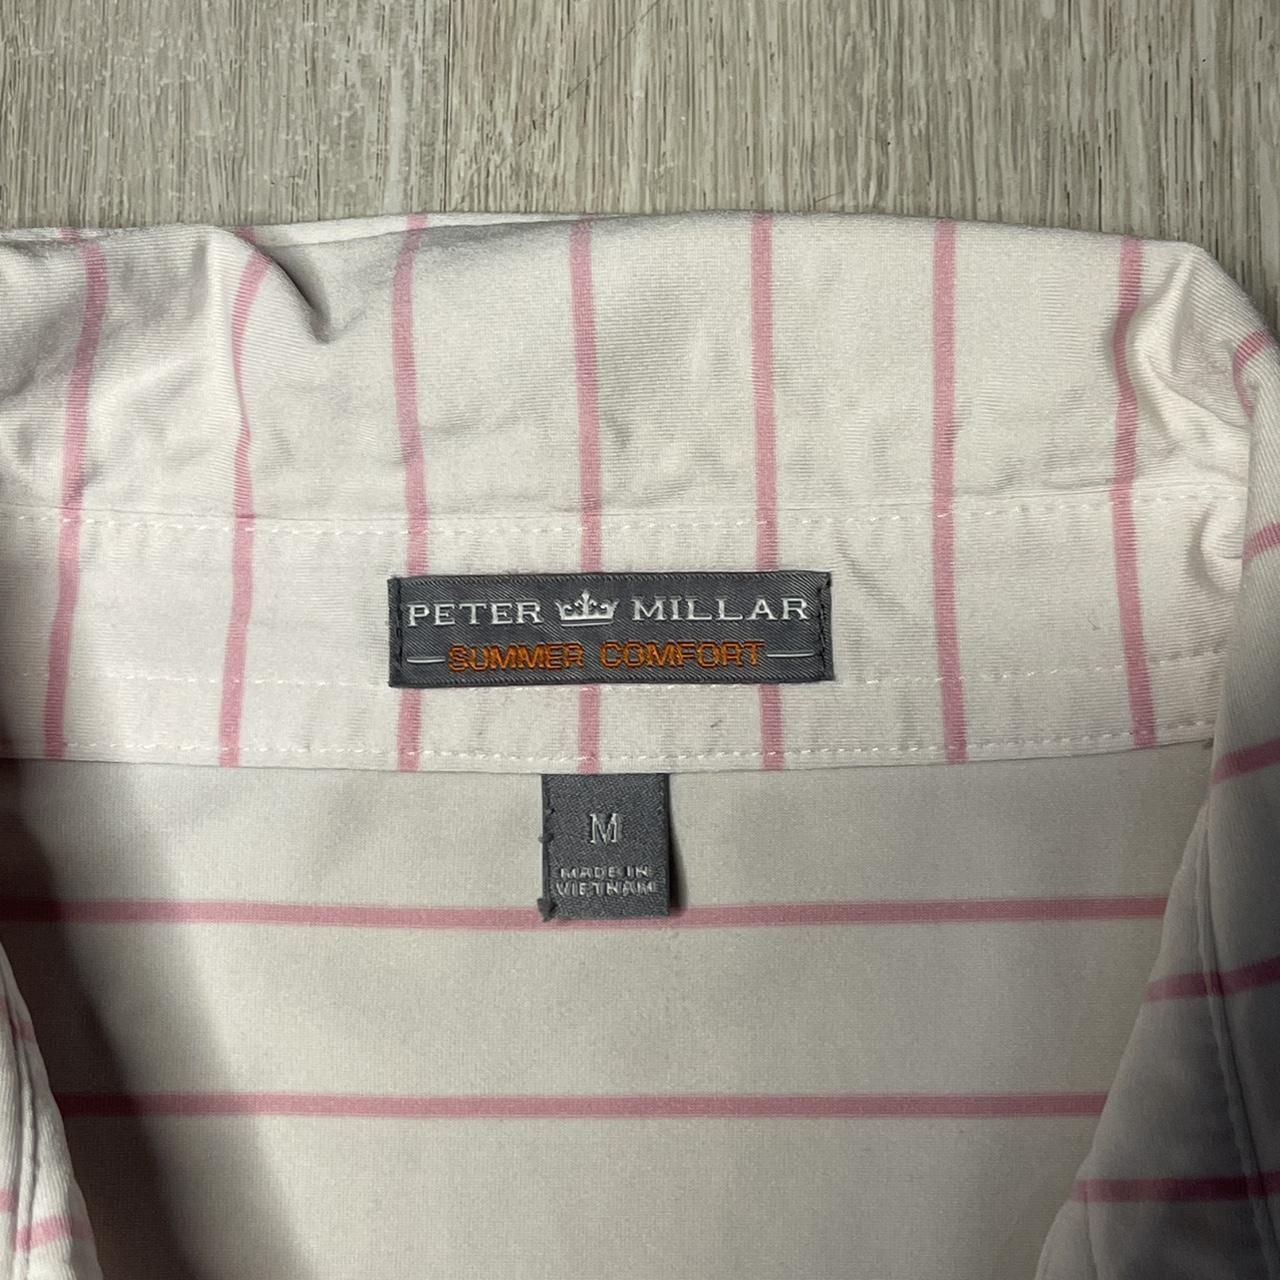 PETER MILLAR
SUMMER COMFORT
M
MADE IN
VIETNAM